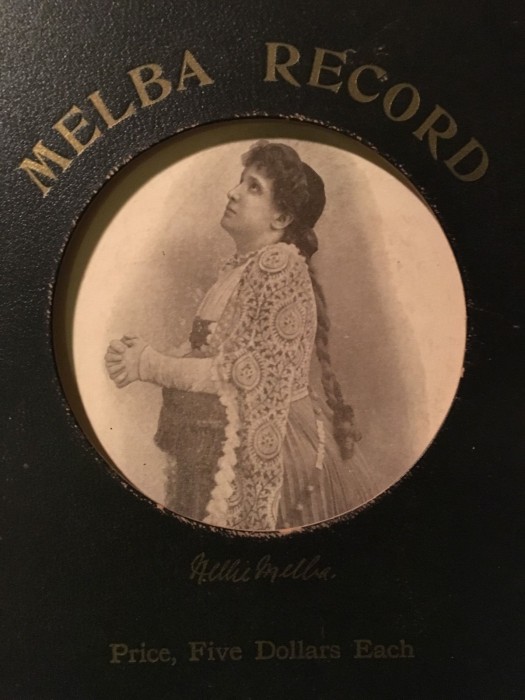 MELBA RECORD
Nellie Melba.
Price, Five Dollars Each